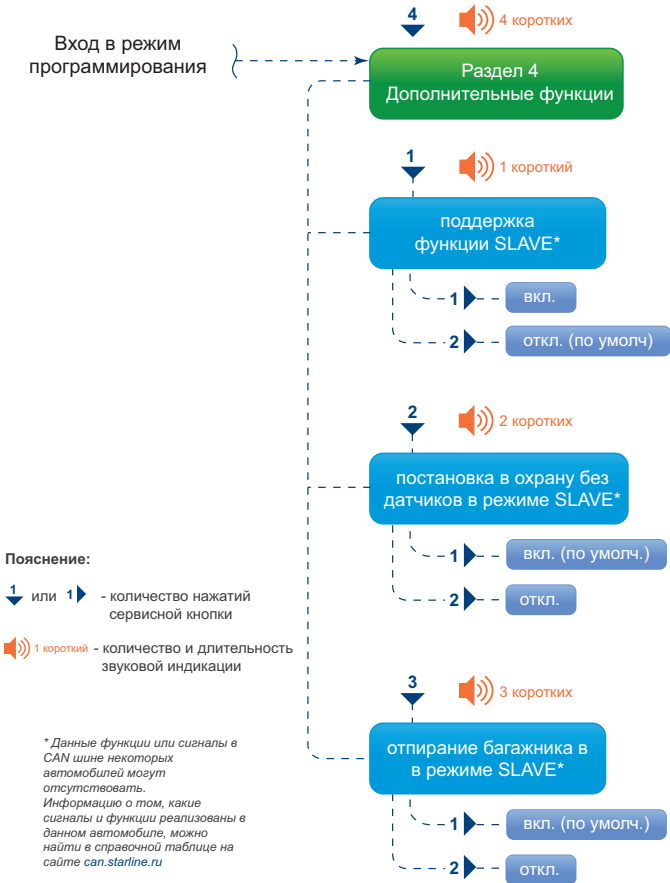 4
4 коротких
Вход в режим
программирования
Раздел 4
Дополнительные функции
1
1 короткий
поддержка
функции SLAVE*
1
вкл.
2
откл. (по умолч)
2
2 коротких
постановка в охрану без
датчиков в режиме SLAVE*
1
вкл. (по умолч.)
2
откл.
Пояснение:
1 или 1 - количество нажатий
сервисной кнопки
1 короткий - количество и длительность
звуковой индикации
3
3 коротких
отпирание багажника в
в режиме SLAVE*
1
вкл. (по умолч.)
2
откл.
* Данные функции или сигналы в
CAN шине некоторых
автомобилей могут
отсутствовать.
Информацию о том, какие
сигналы и функции реализованы в
данном автомобиле, можно
найти в справочной таблице на
сайте can.starline.ru